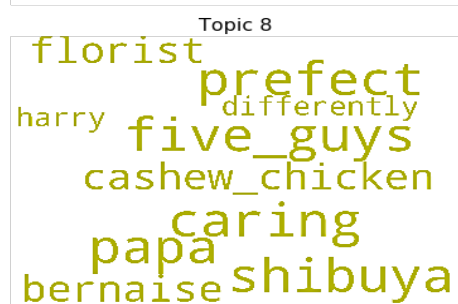 Topic 8
florist
prefect
differently
harry
five_guys
cashew_chicken
caring
papa
shibuya
bernaise